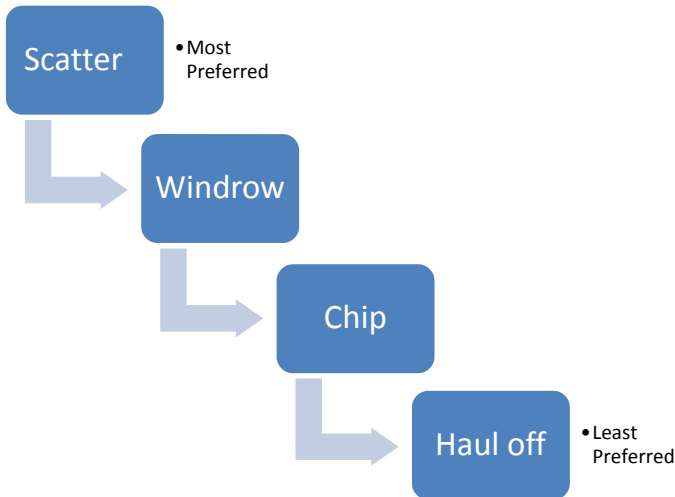 Scatter
•Most
Preferred
Windrow
Chip
Haul off
•Least
Preferred